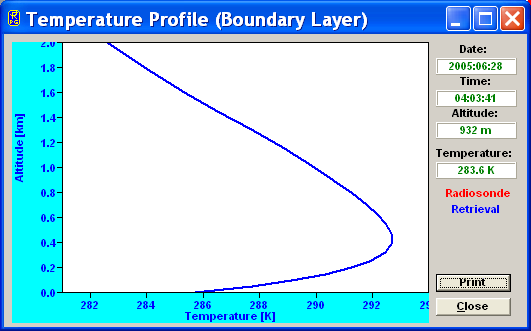 Temperature Profile (Boundary Layer)
Date:
2005:06:28
Time:
04:03:41
Altitude:
932 m
Temperature:
283.6 K
Radiosonde
Retrieval
Print
Close
Altitude [km]
2.0
1.8
1.6
1.4
1.2
1.0
0.8
0.6
0.4
0.2
0.0
282 284 286 288 290 292 29
Temperature [K]